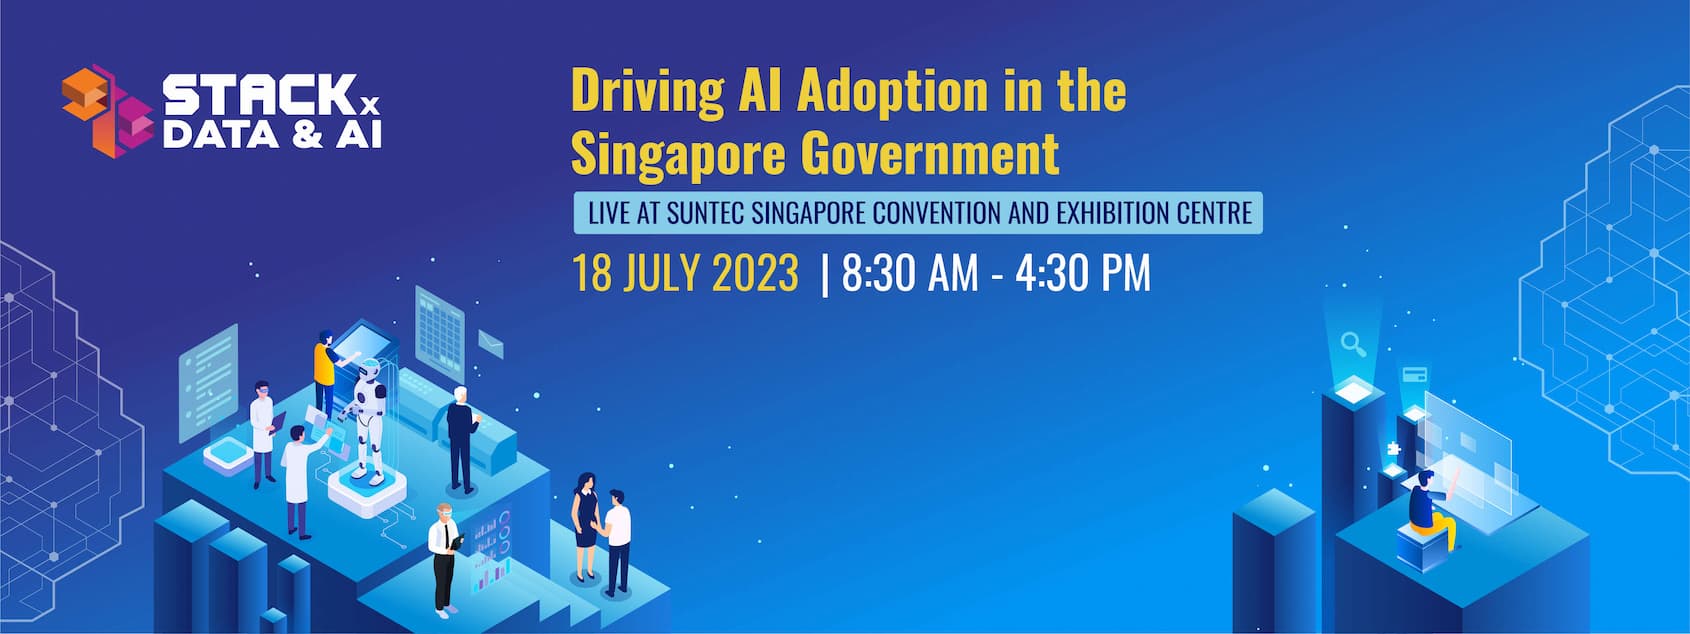 STACKx
DATA & AI
Driving AI Adoption in the
Singapore Government
LIVE AT SUNTEC SINGAPORE CONVENTION AND EXHIBITION CENTRE
18 JULY 2023 | 8:30 AM - 4:30 PM